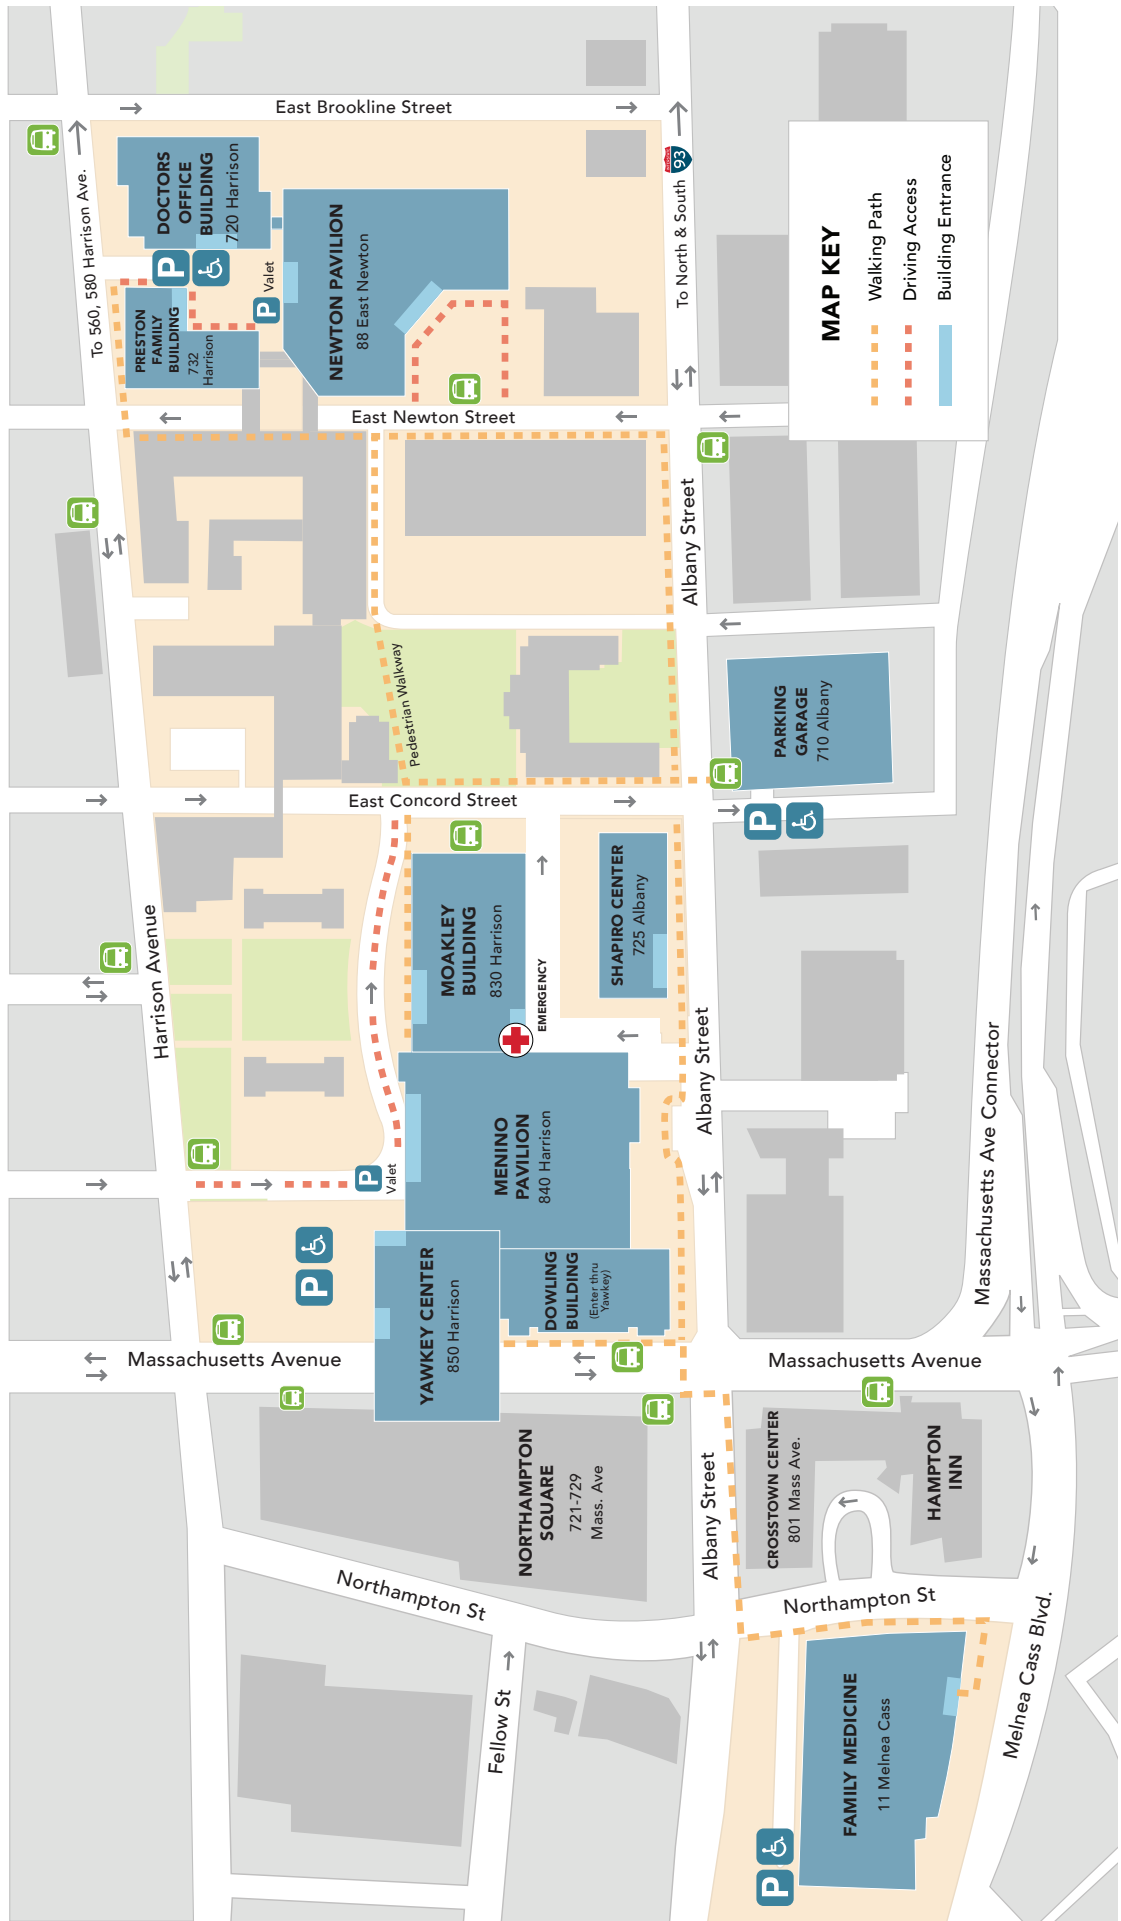 East Brookline Street
To 560, 580 Harrison Ave.
DOCTORS
OFFICE
BUILDING
720 Harrison
P
P
Valet
PRESTON
FAMILY
BUILDING
732
Harrison
NEWTON PAVILION
88 East Newton
93
To North & South
MAP KEY
Walking Path
Driving Access
Building Entrance
East Newton Street
Albany Street
Pedestrian Walkway
PARKING
GARAGE
710 Albany
P
East Concord Street
Harrison Avenue
MOAKLEY
BUILDING
830 Harrison
EMERGENCY
SHAPIRO CENTER
725 Albany
Albany Street
Massachusetts Ave Connector
MENINO
PAVILION
840 Harrison
P
Valet
P
YAWKEY CENTER
850 Harrison
DOWLING
BUILDING
(Enter thru
Yawkey)
Massachusetts Avenue
Massachusetts Avenue
NORTHAMPTON
SQUARE
721-729
Mass. Ave
Albany Street
CROSSTOWN CENTER
801 Mass Ave.
HAMPTON
INN
Northampton St
Northampton St
Fellow St
Melnea Cass Blvd.
FAMILY MEDICINE
11 Melnea Cass
P